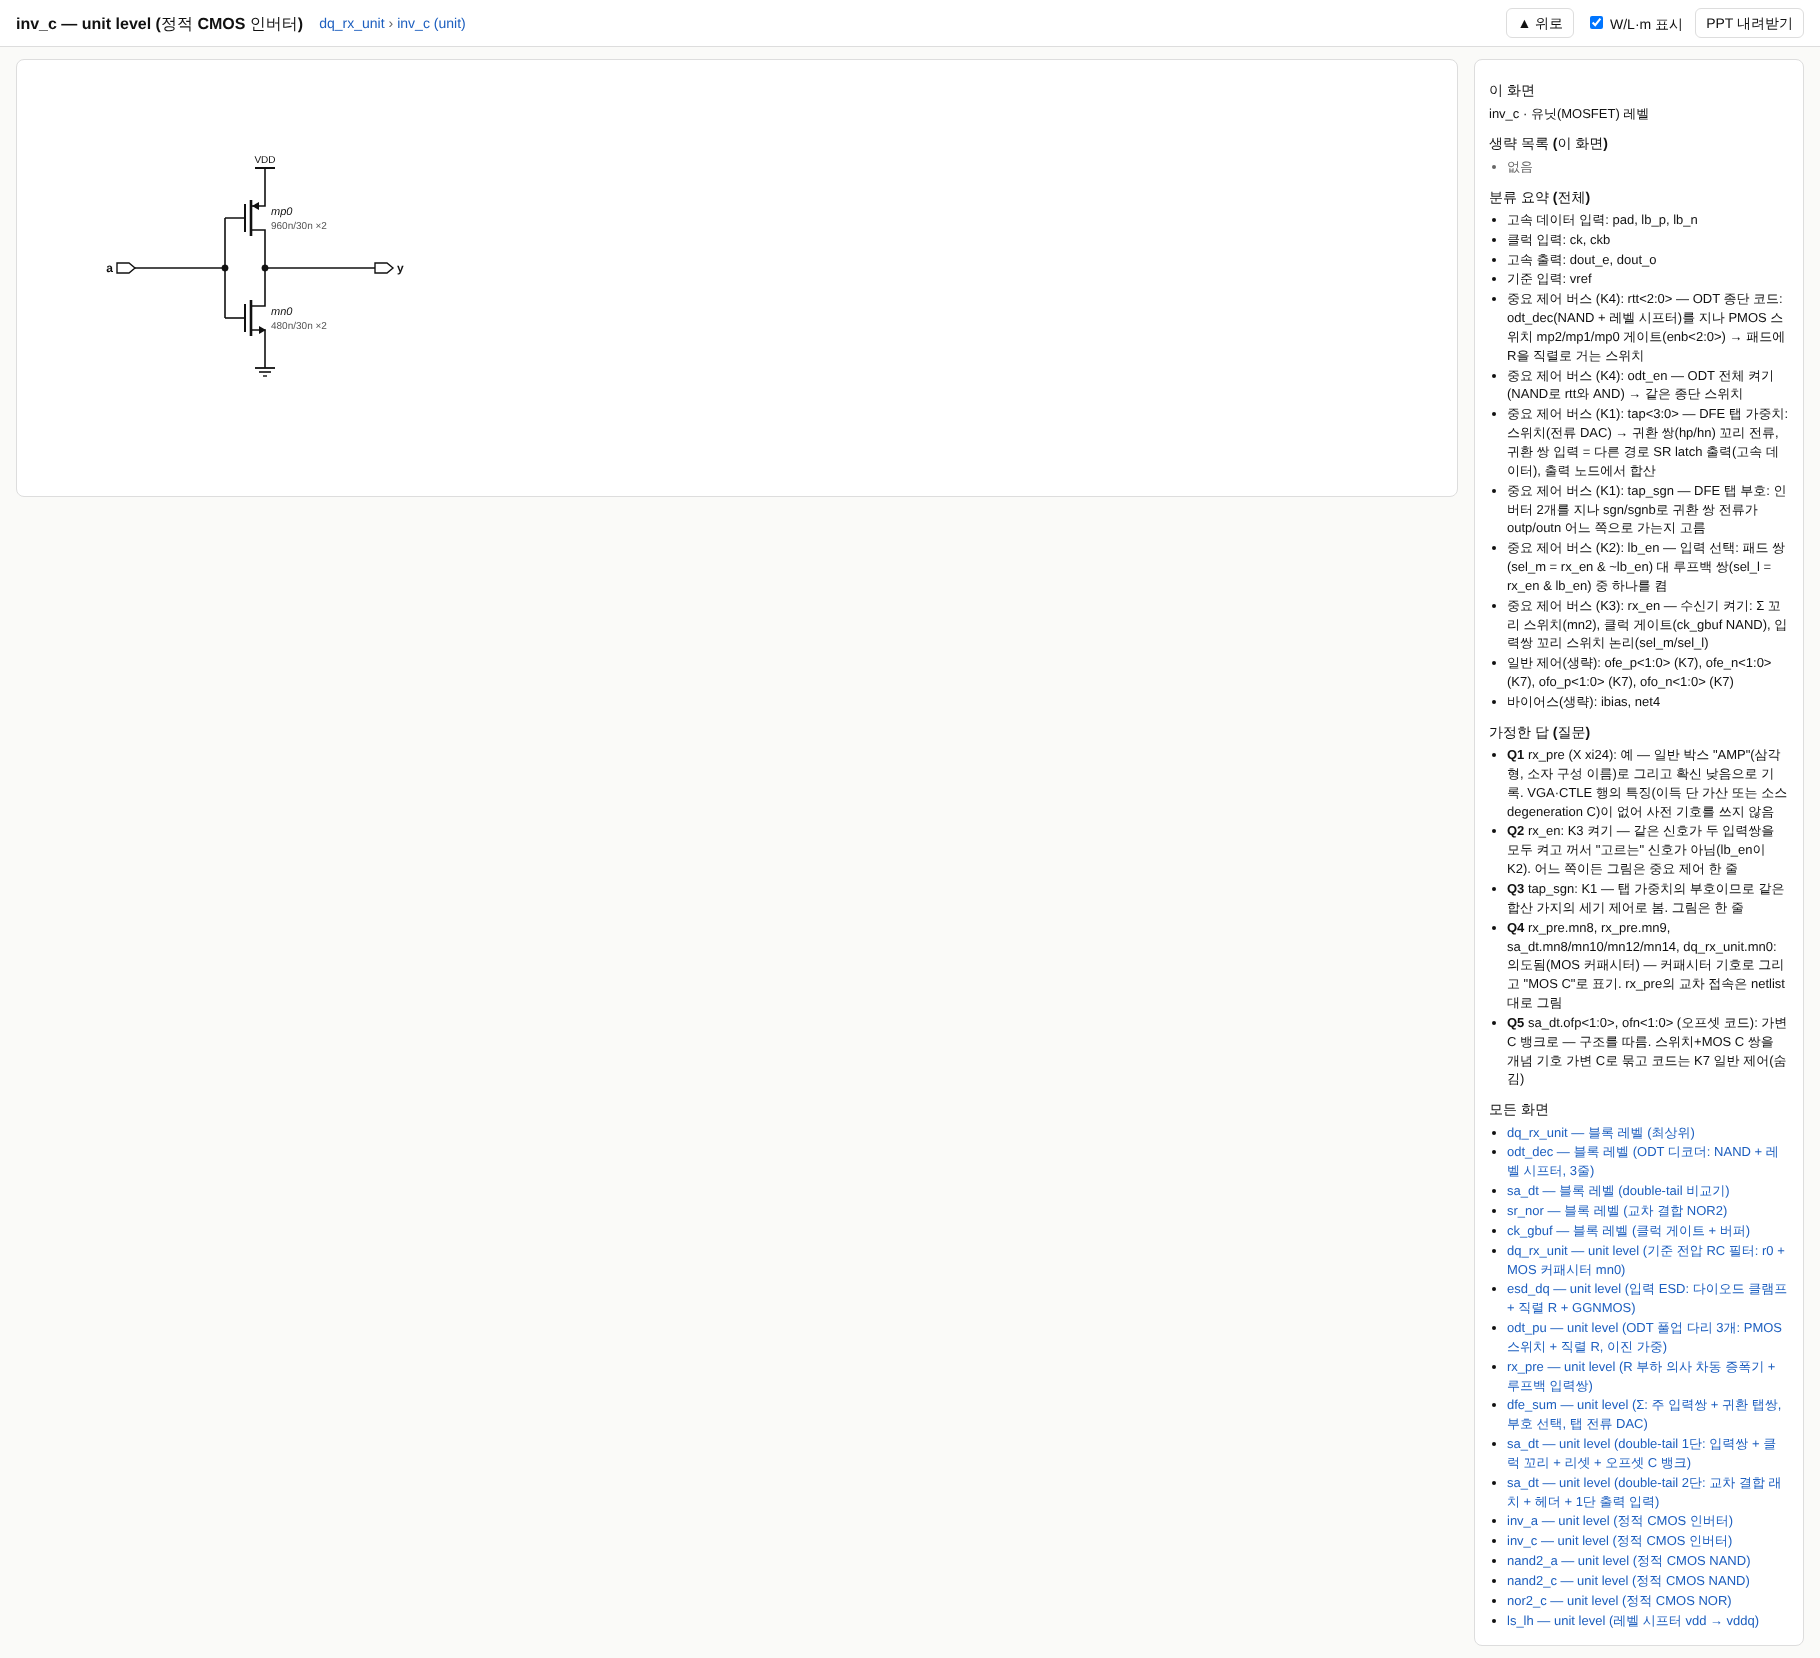 inv_c — unit level (정적 CMOS 인버터) dq_rx_unit › inv_c (unit) ▲ 위로 W/L·m 표시 PPT 내려받기
VDD
mp0
960n/30n ×2
a
y
mn0
480n/30n ×2
이 화면
inv_c · 유닛(MOSFET) 레벨
생략 목록 (이 화면)
• 없음
분류 요약 (전체)
• 고속 데이터 입력: pad, lb_p, lb_n
• 클럭 입력: ck, ckb
• 고속 출력: dout_e, dout_o
• 기준 입력: vref
• 중요 제어 버스 (K4): rtt<2:0> — ODT 종단 코드:
odt_dec(NAND + 레벨 시프터)를 지나 PMOS 스
위치 mp2/mp1/mp0 게이트(enb<2:0>) → 패드에
R을 직렬로 거는 스위치
• 중요 제어 버스 (K4): odt_en — ODT 전체 켜기
(NAND로 rtt와 AND) → 같은 종단 스위치
• 중요 제어 버스 (K1): tap<3:0> — DFE 탭 가중치:
스위치(전류 DAC) → 귀환 쌍(hp/hn) 꼬리 전류,
귀환 쌍 입력 = 다른 경로 SR latch 출력(고속 데
이터), 출력 노드에서 합산
• 중요 제어 버스 (K1): tap_sgn — DFE 탭 부호: 인
버터 2개를 지나 sgn/sgnb로 귀환 쌍 전류가
outp/outn 어느 쪽으로 가는지 고름
• 중요 제어 버스 (K2): lb_en — 입력 선택: 패드 쌍
(sel_m = rx_en & ~lb_en) 대 루프백 쌍(sel_l =
rx_en & lb_en) 중 하나를 켬
• 중요 제어 버스 (K3): rx_en — 수신기 켜기: Σ 꼬
리 스위치(mn2), 클럭 게이트(ck_gbuf NAND), 입
력쌍 꼬리 스위치 논리(sel_m/sel_l)
• 일반 제어(생략): ofe_p<1:0> (K7), ofe_n<1:0>
(K7), ofo_p<1:0> (K7), ofo_n<1:0> (K7)
• 바이어스(생략): ibias, net4
가정한 답 (질문)
• Q1 rx_pre (X xi24): 예 — 일반 박스 "AMP"(삼각
형, 소자 구성 이름)로 그리고 확신 낮음으로 기
록. VGA·CTLE 행의 특징(이득 단 가산 또는 소스
degeneration C)이 없어 사전 기호를 쓰지 않음
• Q2 rx_en: K3 켜기 — 같은 신호가 두 입력쌍을
모두 켜고 꺼서 "고르는" 신호가 아님(lb_en이
K2). 어느 쪽이든 그림은 중요 제어 한 줄
• Q3 tap_sgn: K1 — 탭 가중치의 부호이므로 같은
합산 가지의 세기 제어로 봄. 그림은 한 줄
• Q4 rx_pre.mn8, rx_pre.mn9,
sa_dt.mn8/mn10/mn12/mn14, dq_rx_unit.mn0:
의도됨(MOS 커패시터) — 커패시터 기호로 그리
고 "MOS C"로 표기. rx_pre의 교차 접속은 netlist
대로 그림
• Q5 sa_dt.ofp<1:0>, ofn<1:0> (오프셋 코드): 가변
C 뱅크로 — 구조를 따름. 스위치+MOS C 쌍을
개념 기호 가변 C로 묶고 코드는 K7 일반 제어(숨
김)
모든 화면
• dq_rx_unit — 블록 레벨 (최상위)
• odt_dec — 블록 레벨 (ODT 디코더: NAND + 레
벨 시프터, 3줄)
• sa_dt — 블록 레벨 (double-tail 비교기)
• sr_nor — 블록 레벨 (교차 결합 NOR2)
• ck_gbuf — 블록 레벨 (클럭 게이트 + 버퍼)
• dq_rx_unit — unit level (기준 전압 RC 필터: r0 +
MOS 커패시터 mn0)
• esd_dq — unit level (입력 ESD: 다이오드 클램프
+ 직렬 R + GGNMOS)
• odt_pu — unit level (ODT 풀업 다리 3개: PMOS
스위치 + 직렬 R, 이진 가중)
• rx_pre — unit level (R 부하 의사 차동 증폭기 +
루프백 입력쌍)
• dfe_sum — unit level (Σ: 주 입력쌍 + 귀환 탭쌍,
부호 선택, 탭 전류 DAC)
• sa_dt — unit level (double-tail 1단: 입력쌍 + 클
럭 꼬리 + 리셋 + 오프셋 C 뱅크)
• sa_dt — unit level (double-tail 2단: 교차 결합 래
치 + 헤더 + 1단 출력 입력)
• inv_a — unit level (정적 CMOS 인버터)
• inv_c — unit level (정적 CMOS 인버터)
• nand2_a — unit level (정적 CMOS NAND)
• nand2_c — unit level (정적 CMOS NAND)
• nor2_c — unit level (정적 CMOS NOR)
• ls_lh — unit level (레벨 시프터 vdd → vddq)